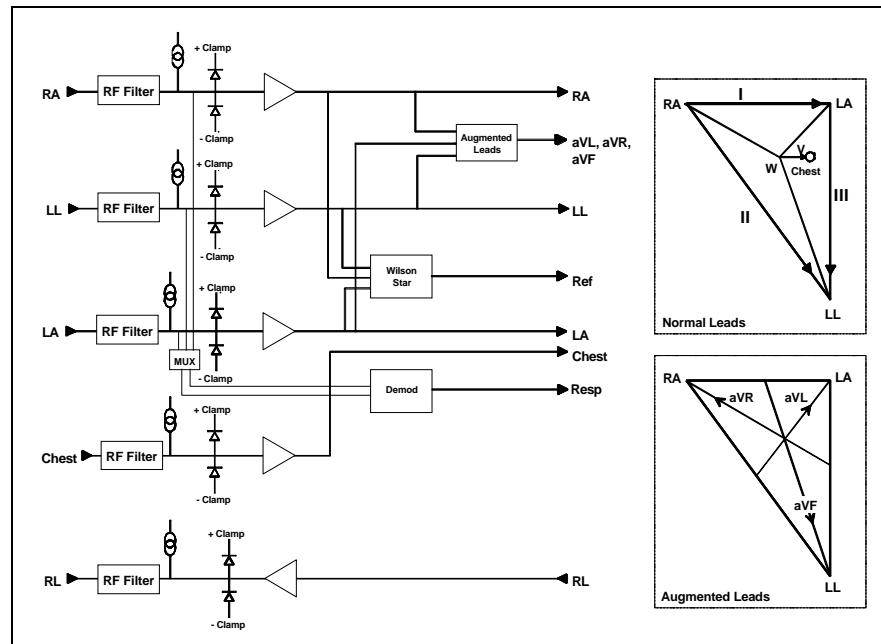 + Clamp
RA
RF Filter
- Clamp
RA
Augmented
Leads
aVL, aVR,
aVF
+ Clamp
LL
RF Filter
- Clamp
LL
Wilson
Star
Ref
+ Clamp
LA
RF Filter
LA
MUX
- Clamp
Chest
Demod
Resp
+ Clamp
Chest
RF Filter
- Clamp
+ Clamp
RL
RF Filter
RL
- Clamp
I
RA
LA
V
W
Chest
II
III
LL
Normal Leads
RA
LA
aVR
aVL
aVF
LL
Augmented Leads